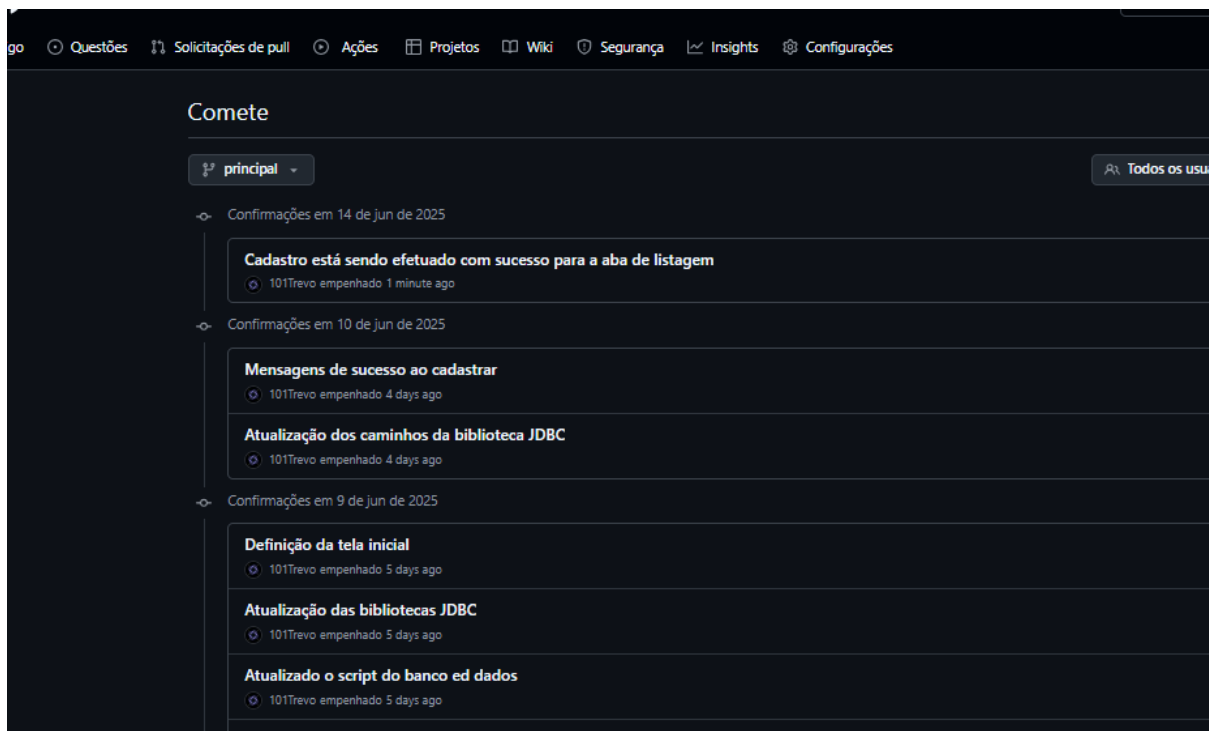 go Questões Solicitações de pull Ações Projetos Wiki Segurança Insights Configurações
Comete
principal Todos os usu
Confirmações em 14 de jun de 2025
Cadastro está sendo efetuado com sucesso para a aba de listagem
101Trevo empenhado 1 minute ago
Confirmações em 10 de jun de 2025
Mensagens de sucesso ao cadastrar
101Trevo empenhado 4 days ago
Atualização dos caminhos da biblioteca JDBC
101Trevo empenhado 4 days ago
Confirmações em 9 de jun de 2025
Definição da tela inicial
101Trevo empenhado 5 days ago
Atualização das bibliotecas JDBC
101Trevo empenhado 5 days ago
Atualizado o script do banco ed dados
101Trevo empenhado 5 days ago